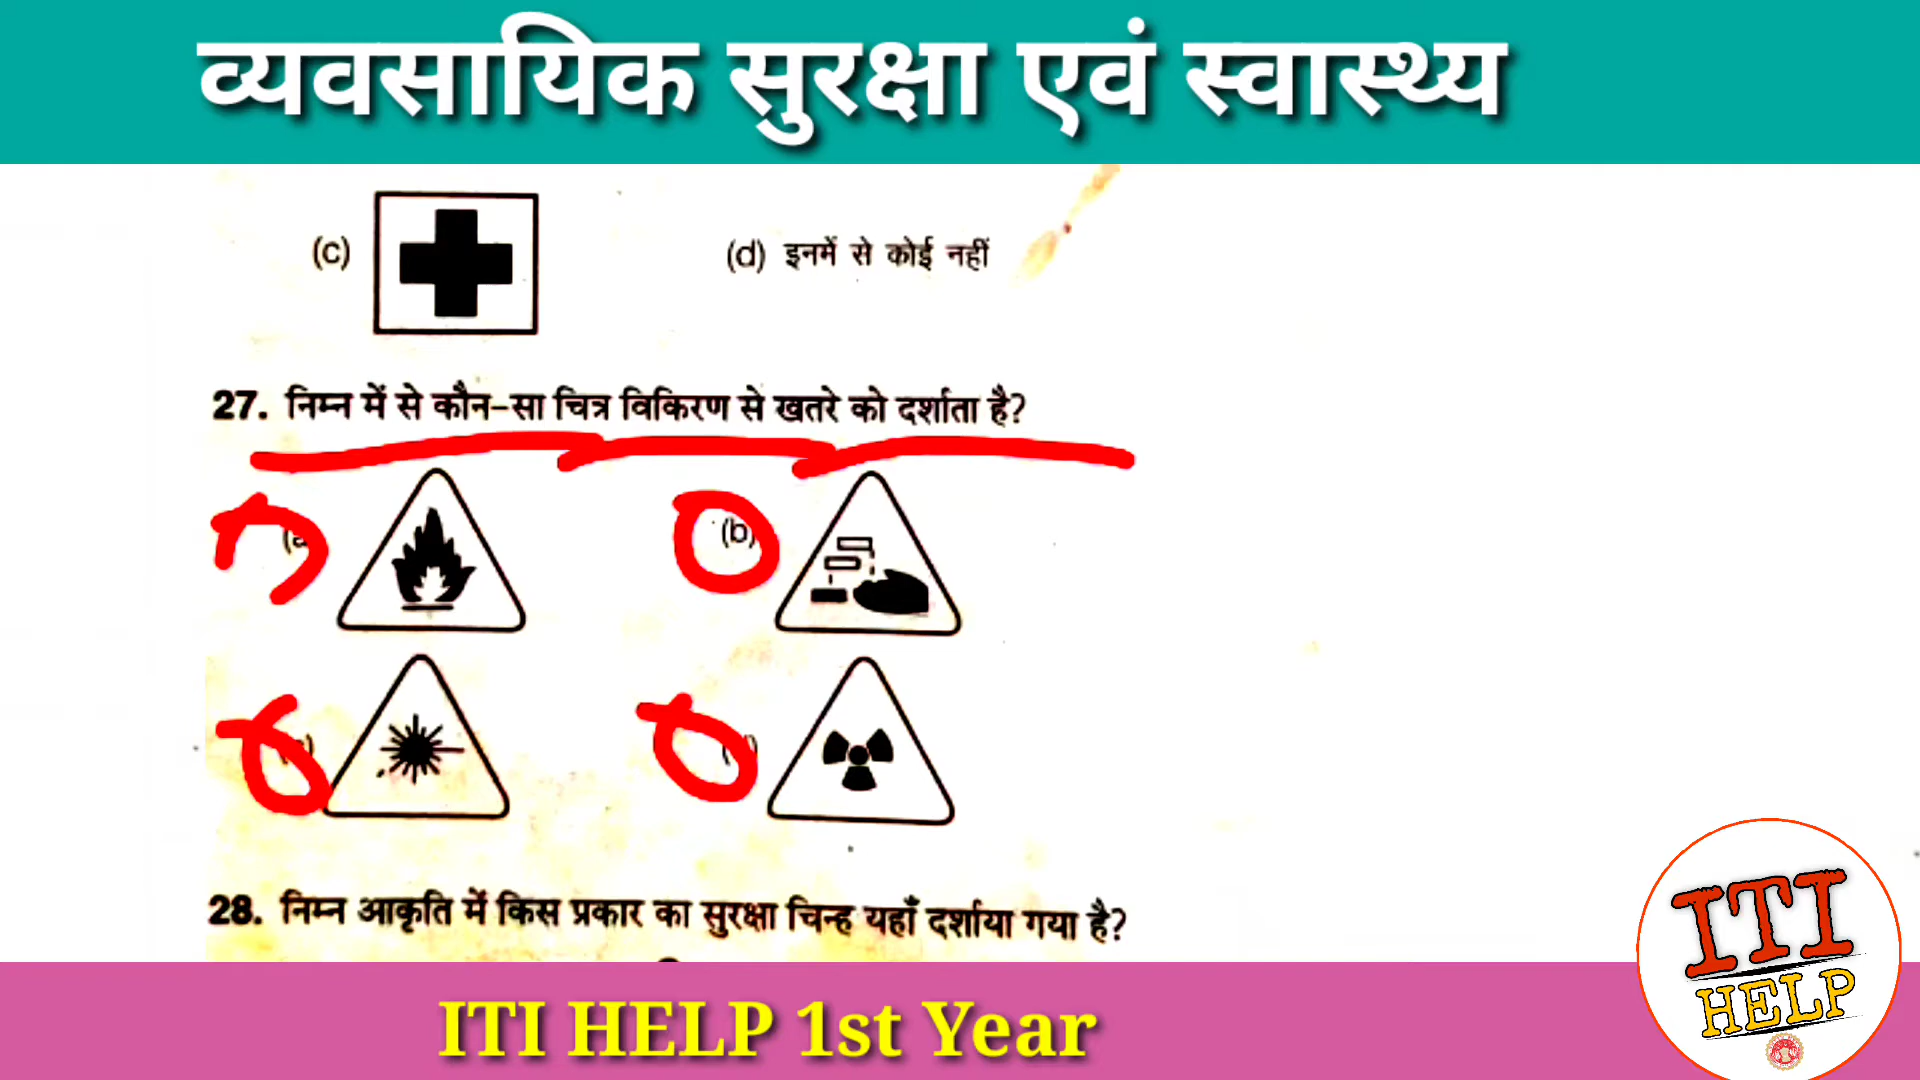 व्यवसायिक सुरक्षा एवं स्वास्थ्य
(c) (d) इनमें से कोई नहीं
27. निम्न में से कौन-सा चित्र विकिरण से खतरे को दर्शाता है?
(b)
28. निम्न आकृति में किस प्रकार का सुरक्षा चिन्ह यहाँ दर्शाया गया है?
ITI HELP 1st Year
ITI
HELP